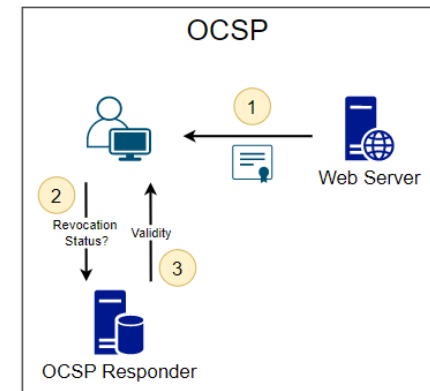 OCSP
1
Web Server
2
Revocation
Status?
Validity
3
OCSP Responder